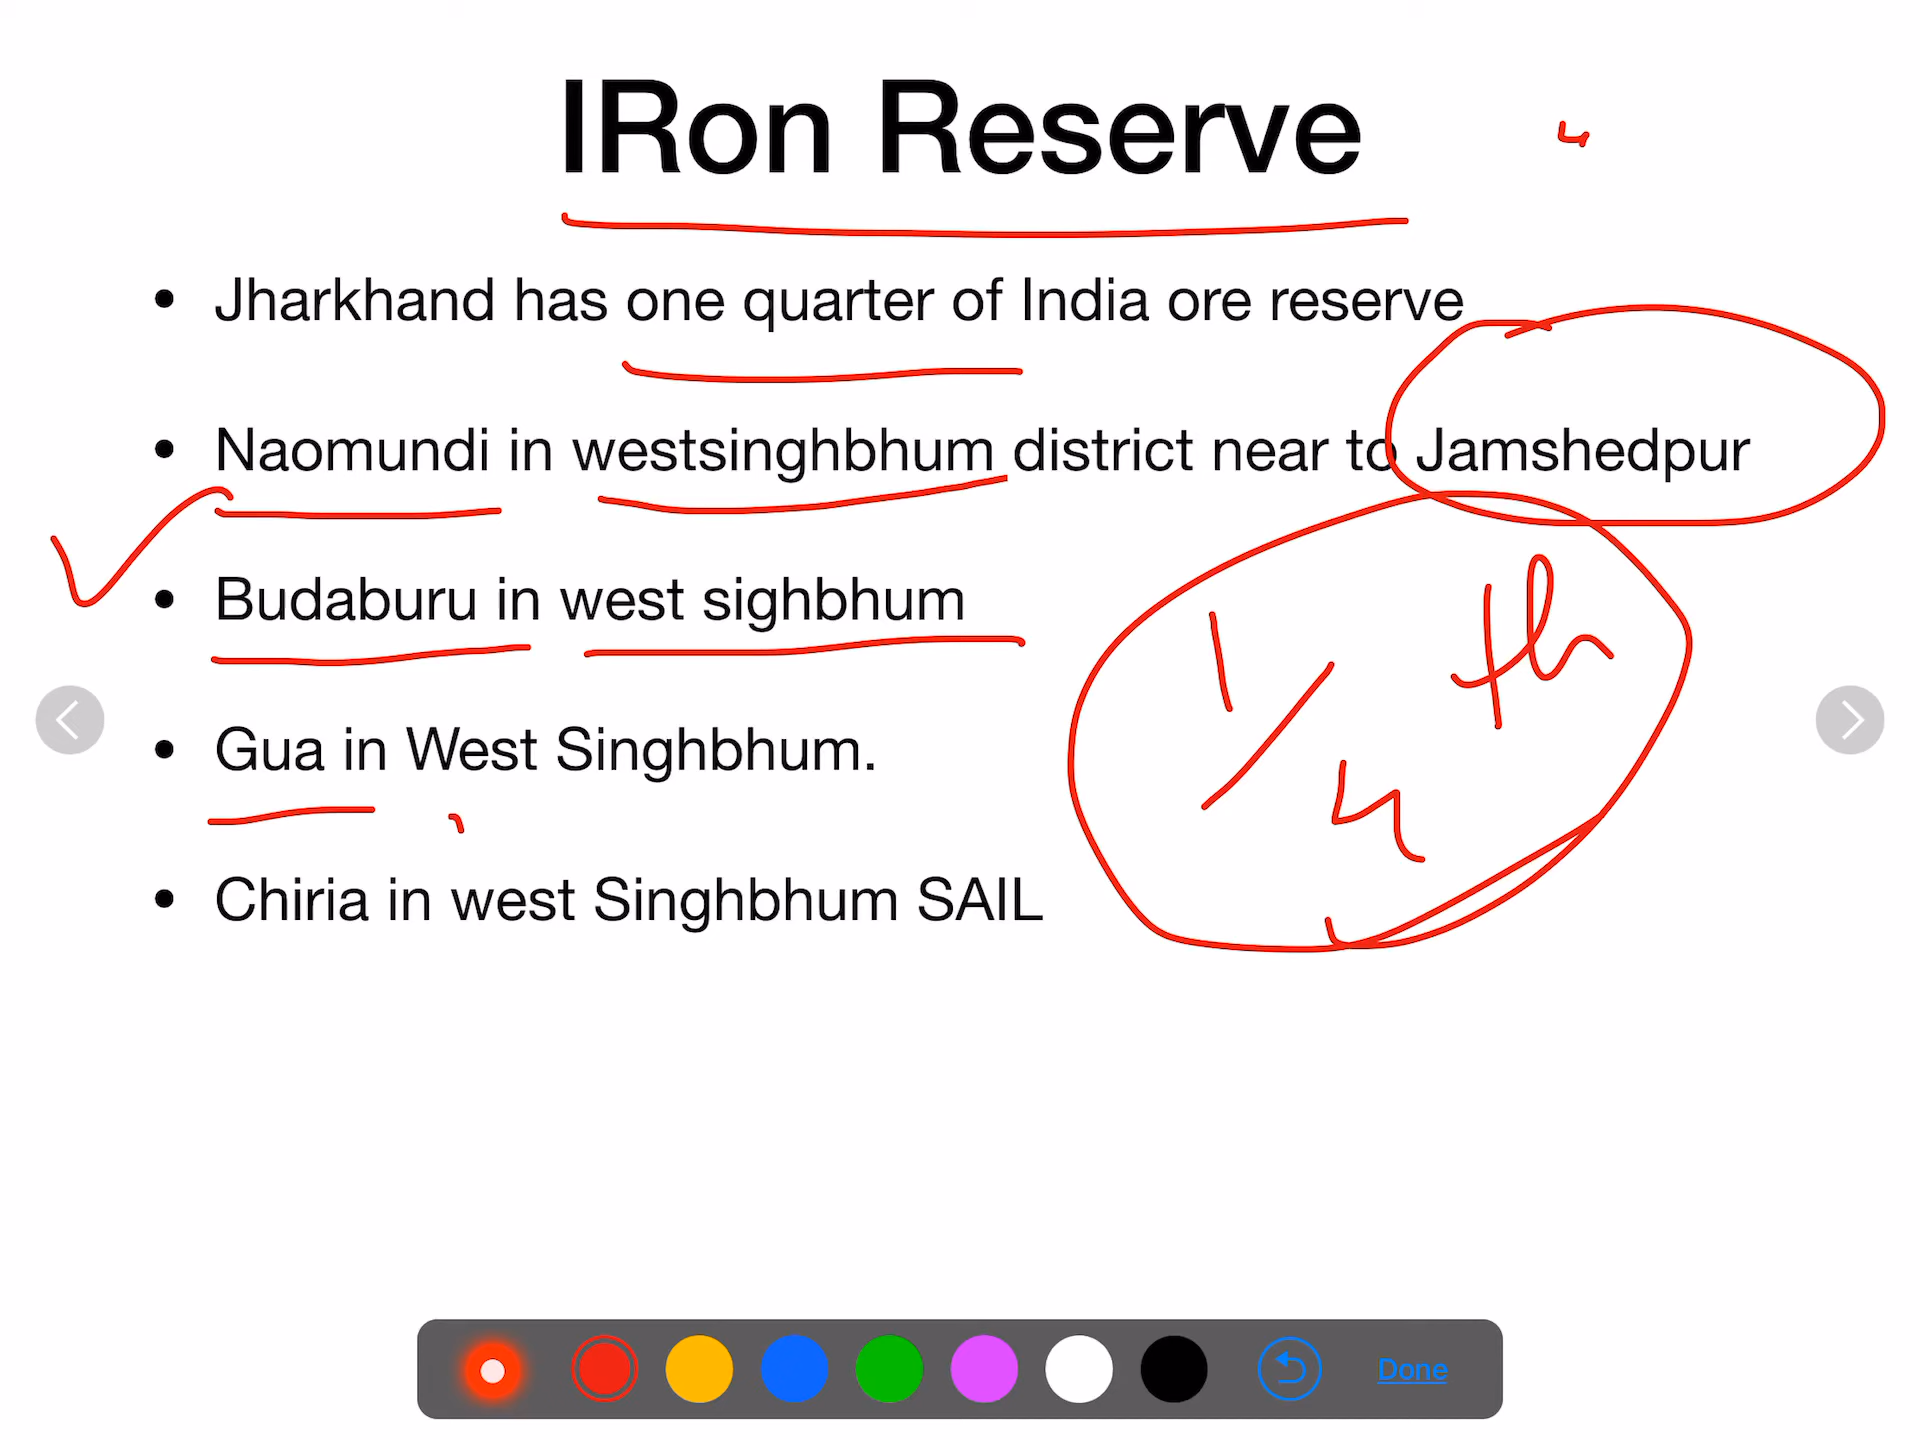 IRon Reserve
4
• Jharkhand has one quarter of India ore reserve
• Naomundi in westsinghbhum district near to Jamshedpur
• Budaburu in west sighbhum
1/4 th
• Gua in West Singhbhum.
• Chiria in west Singhbhum SAIL
Done